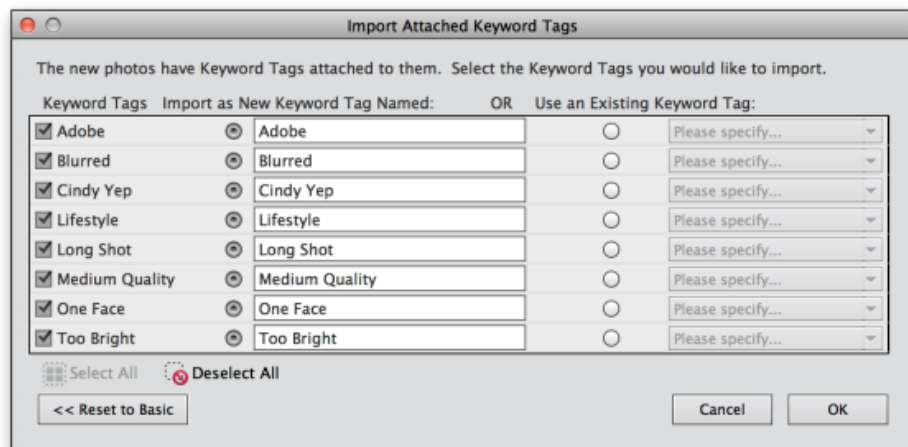 Import Attached Keyword Tags
The new photos have Keyword Tags attached to them. Select the Keyword Tags you would like to import.
Keyword Tags Import as New Keyword Tag Named: OR Use an Existing Keyword Tag:
Adobe Adobe Please specify...
Blurred Blurred Please specify...
Cindy Yep Cindy Yep Please specify...
Lifestyle Lifestyle Please specify...
Long Shot Long Shot Please specify...
Medium Quality Medium Quality Please specify...
One Face One Face Please specify...
Too Bright Too Bright Please specify...
Select All Deselect All
<< Reset to Basic Cancel OK